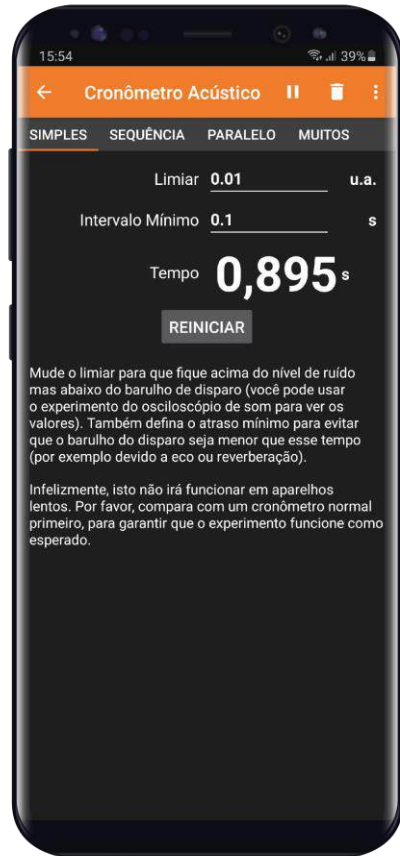 15:54 39%
Cronômetro Acústico
SIMPLES SEQUÊNCIA PARALELO MUITOS
Limiar 0.01 u.a.
Intervalo Mínimo 0.1 s
Tempo 0,895 s
REINICIAR
Mude o limiar para que fique acima do nível de ruído
mas abaixo do barulho de disparo (você pode usar
o experimento do osciloscópio de som para ver os
valores). Também defina o atraso mínimo para evitar
que o barulho do disparo seja menor que esse tempo
(por exemplo devido a eco ou reverberação).
Infelizmente, isto não irá funcionar em aparelhos
lentos. Por favor, compara com um cronômetro normal
primeiro, para garantir que o experimento funcione como
esperado.